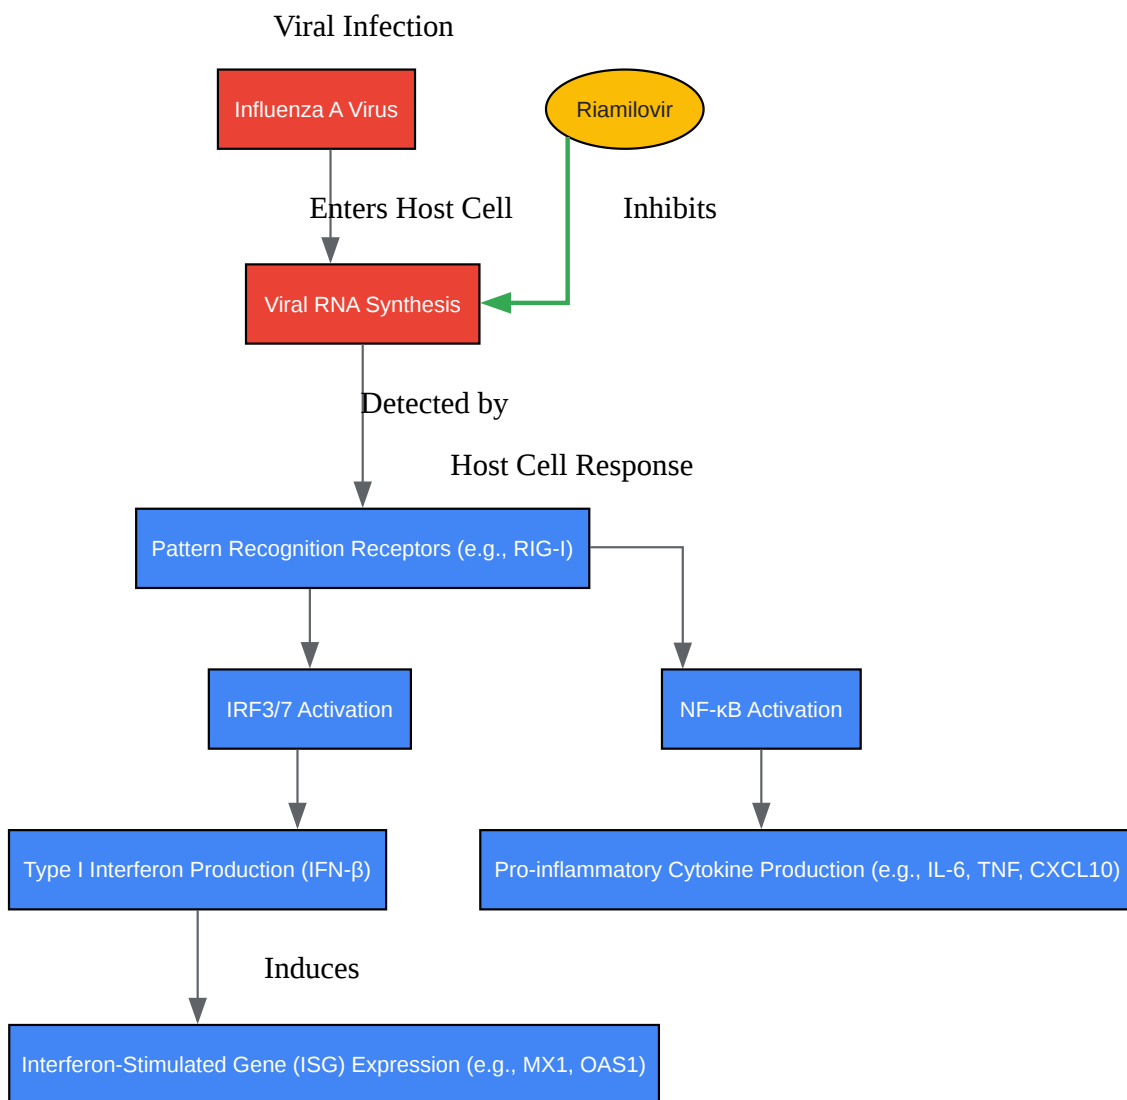 Viral Infection
Influenza A Virus
Riamilovir
Enters Host Cell
Inhibits
Viral RNA Synthesis
Detected by
Host Cell Response
Pattern Recognition Receptors (e.g., RIG-I)
IRF3/7 Activation
NF-κB Activation
Type I Interferon Production (IFN-β)
Pro-inflammatory Cytokine Production (e.g., IL-6, TNF, CXCL10)
Induces
Interferon-Stimulated Gene (ISG) Expression (e.g., MX1, OAS1)